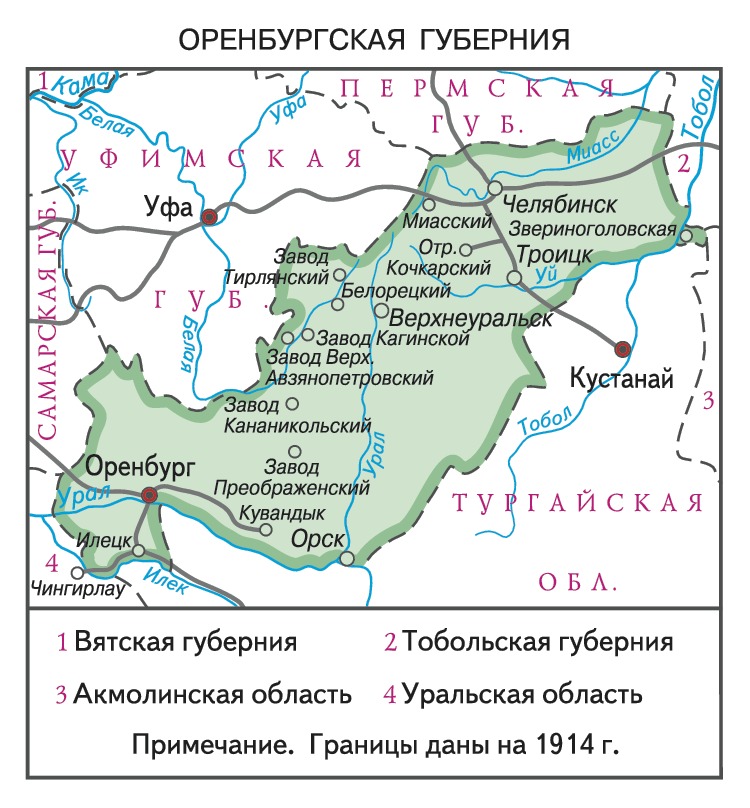 ОРЕНБУРГСКАЯ ГУБЕРНИЯ
1
Кама
ПЕРМСКАЯ
ГУБ.
Белая
Уфа
Тобол
Миасс
УФИМСКАЯ
2
Ик
Уфа
Челябинск
Миасский
Звериноголовская
САМАРСКАЯ ГУБ.
Отр.
Кочкарский
Троицк
Завод
Тирлянский
Уй
Белорецкий
ГУБ.
Верхнеуральск
Белая
Завод Кагинской
Завод Верх.
Авзянопетровский
Кустанай
3
Завод
Кананикольский
Тобол
Урал
Оренбург
Завод
Преображенский
Урал
ТУРГАЙСКАЯ
Кувандык
Илецк
Орск
4
Чингирлау
Илек
ОБЛ.
1 Вятская губерния
2 Тобольская губерния
3 Акмолинская область
4 Уральская область
Примечание. Границы даны на 1914 г.